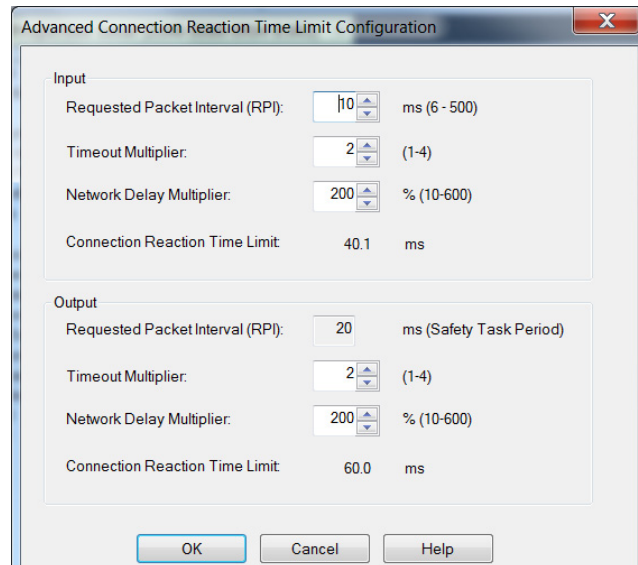 Advanced Connection Reaction Time Limit Configuration
Input
Requested Packet Interval (RPI): 10 ms (6 - 500)
Timeout Multiplier: 2 (1-4)
Network Delay Multiplier: 200 % (10-600)
Connection Reaction Time Limit: 40.1 ms
Output
Requested Packet Interval (RPI): 20 ms (Safety Task Period)
Timeout Multiplier: 2 (1-4)
Network Delay Multiplier: 200 % (10-600)
Connection Reaction Time Limit: 60.0 ms
OK Cancel Help